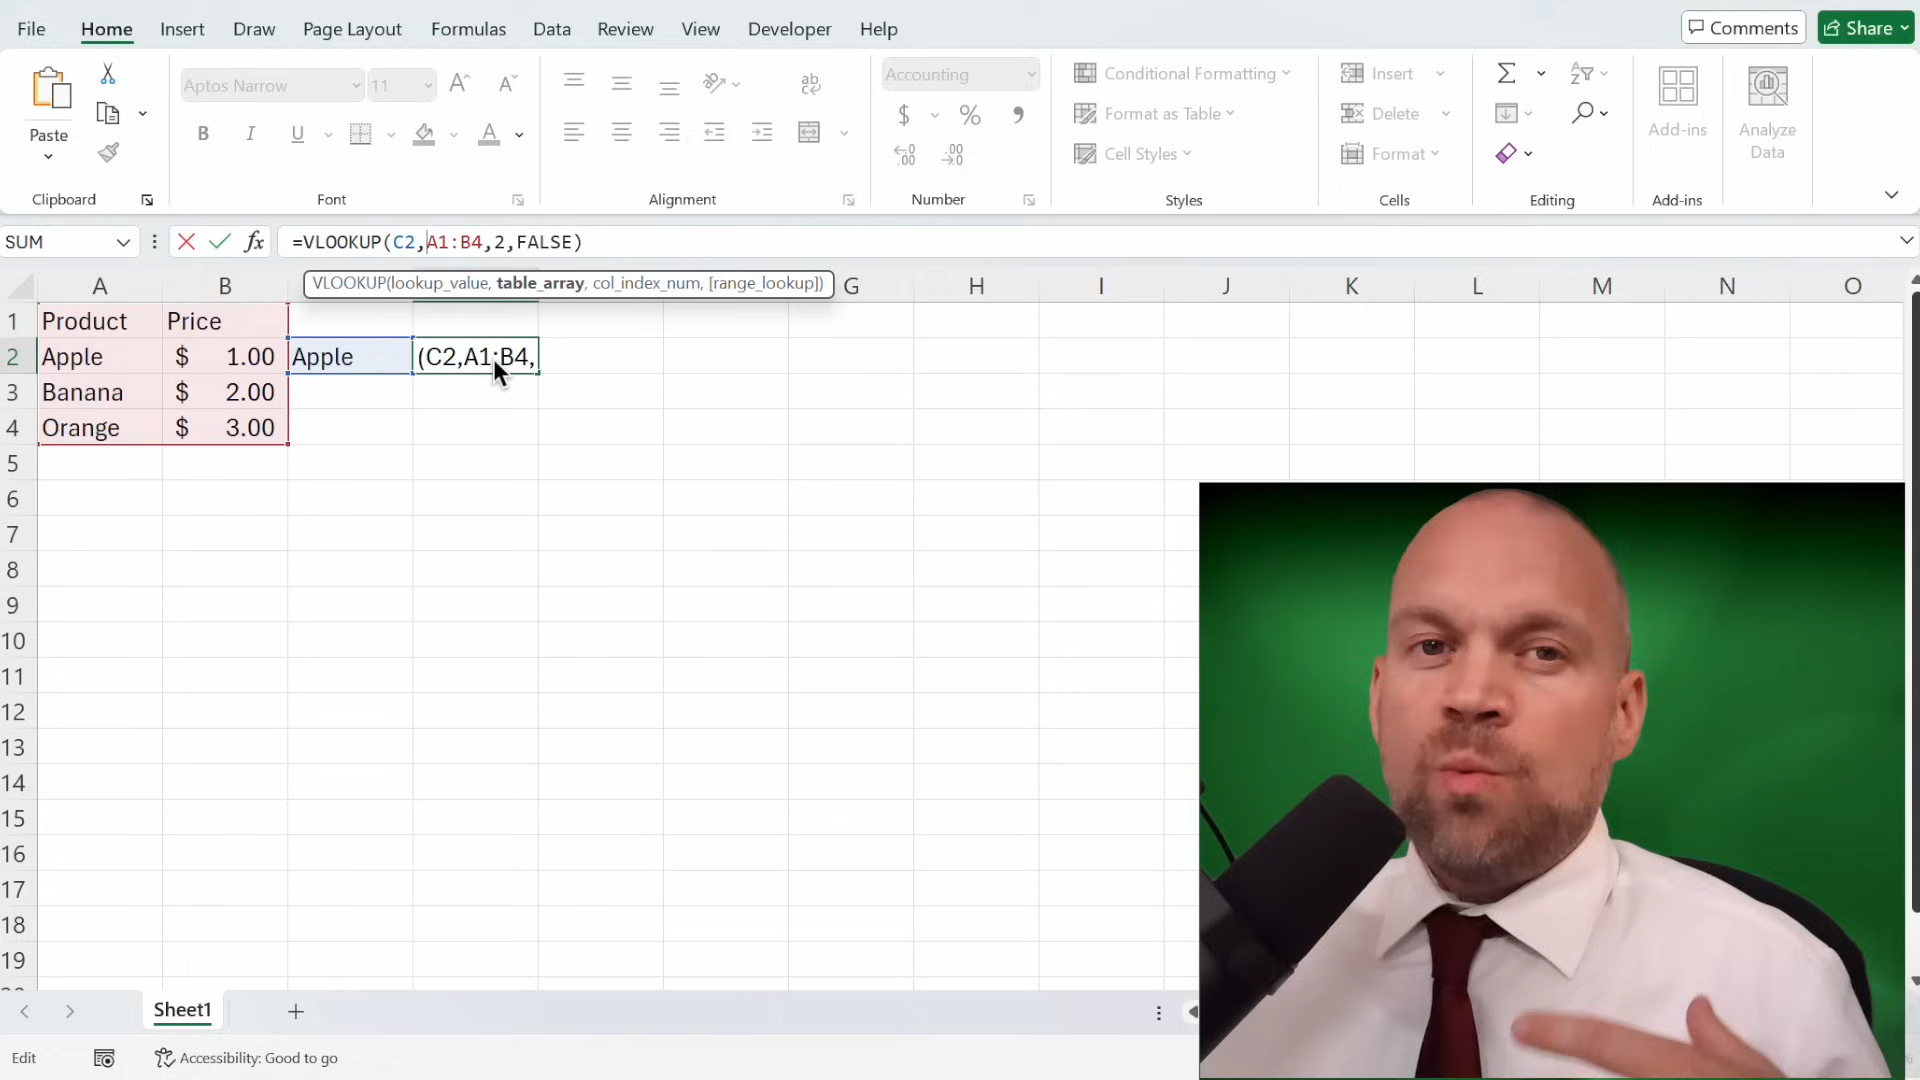 File Home Insert Draw Page Layout Formulas Data Review View Developer Help Comments Share
Aptos Narrow 11 ab Accounting Conditional Formatting Insert
Paste B I U $ % , Format as Table Delete Add-ins Analyze Data
Cell Styles Format
Clipboard Font Alignment Number Styles Cells Editing Add-ins
SUM fx =VLOOKUP(C2,A1:B4,2,FALSE)
VLOOKUP(lookup_value, table_array, col_index_num, [range_lookup])
A B G H I J K L M N O
1 Product Price
2 Apple $ 1.00 Apple (C2,A1:B4,
3 Banana $ 2.00
4 Orange $ 3.00
5
6
7
8
9
10
11
12
13
14
15
16
17
18
19
Sheet1
Edit Accessibility: Good to go